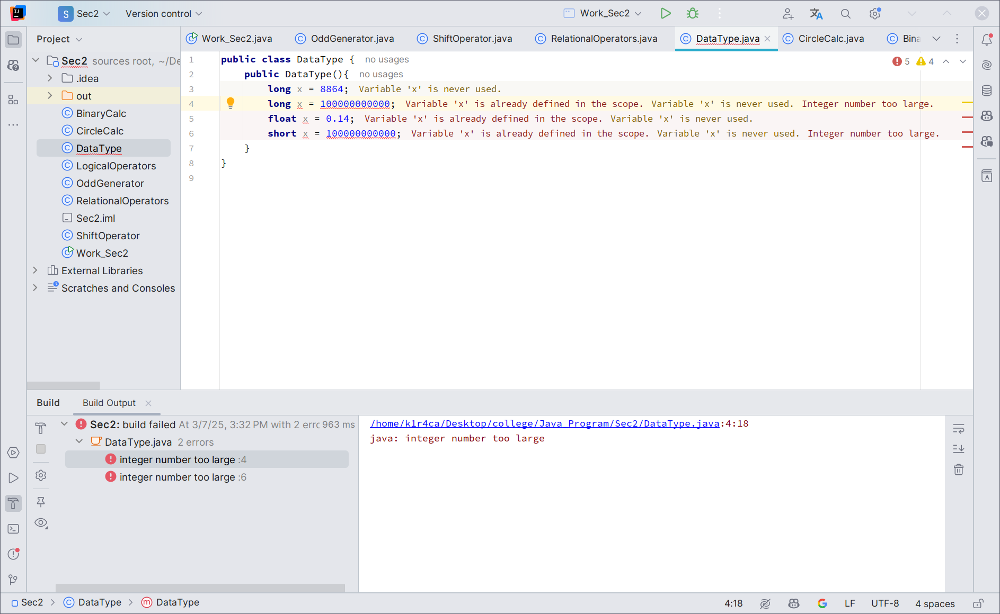 IJ
S Sec2
Version control
Work_Sec2
Project
Work_Sec2.java
OddGenerator.java
ShiftOperator.java
RelationalOperators.java
DataType.java
CircleCalc.java
Bina
Sec2 sources root, ~/De
.idea
out
BinaryCalc
CircleCalc
DataType
LogicalOperators
OddGenerator
RelationalOperators
Sec2.iml
ShiftOperator
Work_Sec2
External Libraries
Scratches and Consoles
5 4
1 public class DataType { no usages
2 public DataType(){ no usages
3 long x = 8864; Variable 'x' is never used.
4 long x = 100000000000; Variable 'x' is already defined in the scope. Variable 'x' is never used. Integer number too large.
5 float x = 0.14; Variable 'x' is already defined in the scope. Variable 'x' is never used.
6 short x = 100000000000; Variable 'x' is already defined in the scope. Variable 'x' is never used. Integer number too large.
7 }
8 }
9
Build
Build Output
Sec2: build failed At 3/7/25, 3:32 PM with 2 errc 963 ms
DataType.java 2 errors
integer number too large :4
integer number too large :6
/home/k1r4ca/Desktop/college/Java_Program/Sec2/DataType.java:4:18
java: integer number too large
Sec2 > DataType > m DataType
4:18
LF
UTF-8
4 spaces